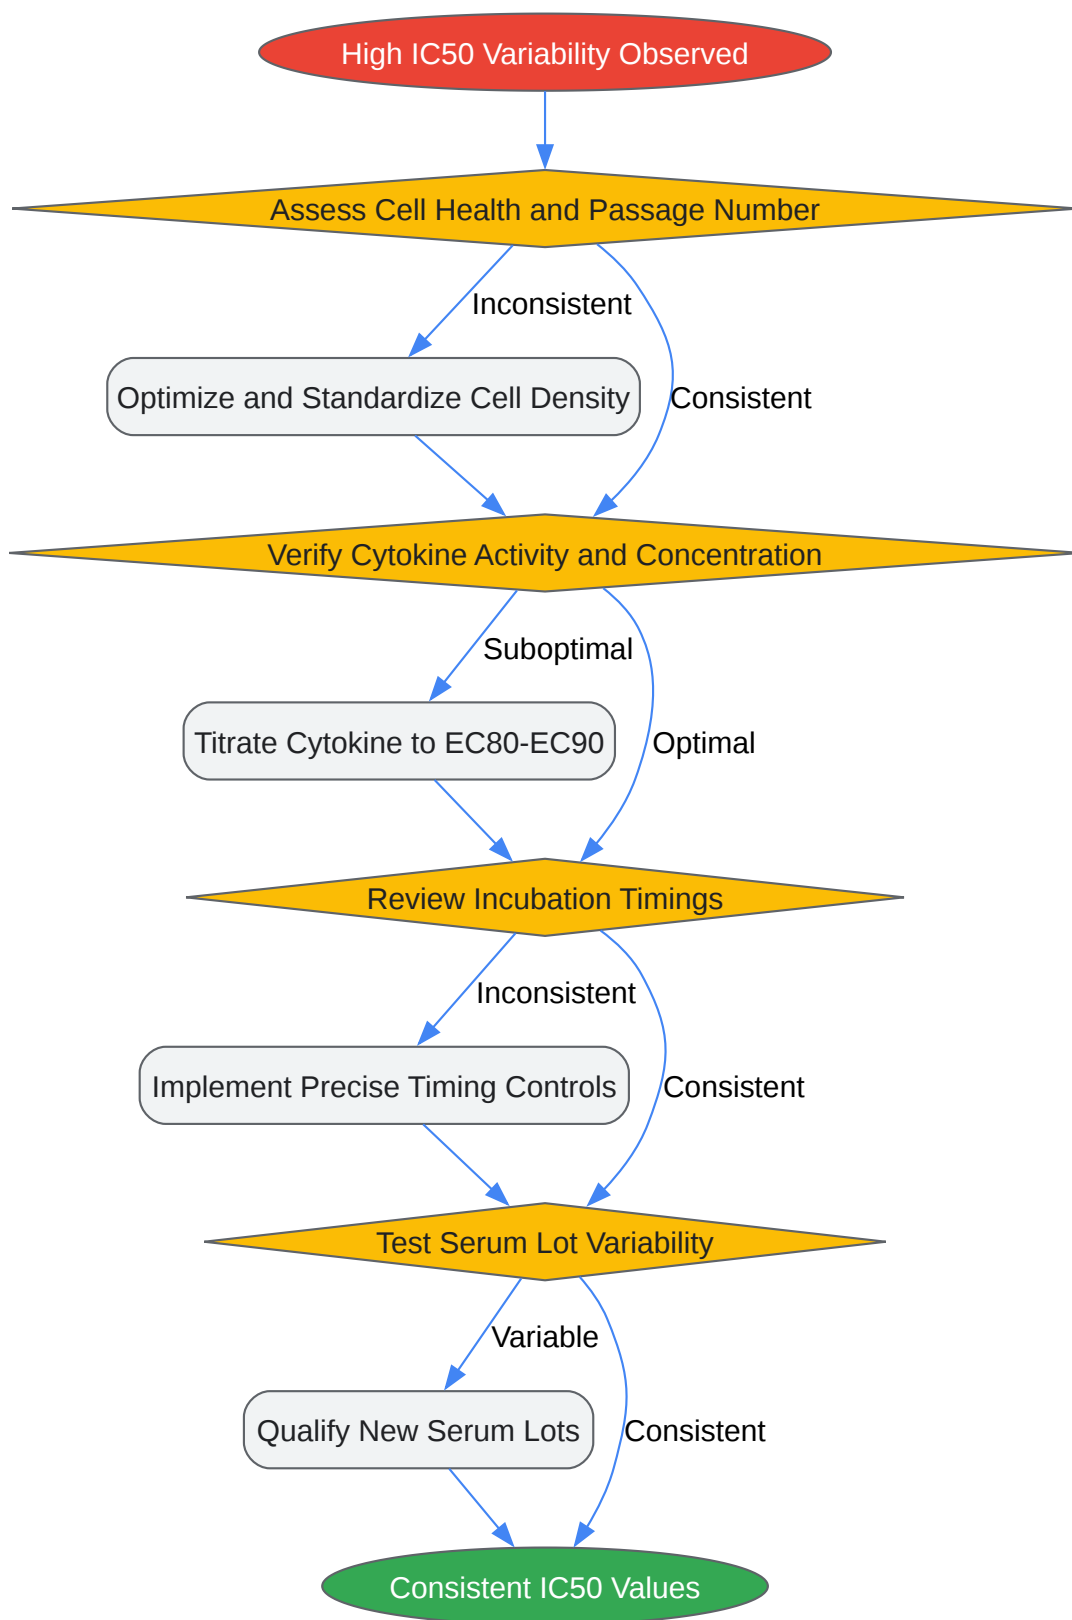 High IC50 Variability Observed
Assess Cell Health and Passage Number
Inconsistent
Optimize and Standardize Cell Density
Consistent
Verify Cytokine Activity and Concentration
Suboptimal
Titrate Cytokine to EC80-EC90
Optimal
Review Incubation Timings
Inconsistent
Implement Precise Timing Controls
Consistent
Test Serum Lot Variability
Variable
Qualify New Serum Lots
Consistent
Consistent IC50 Values